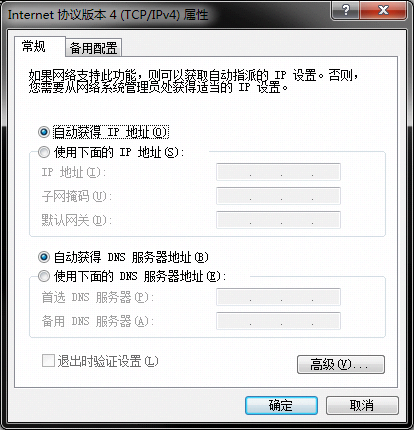 Internet 协议版本 4 (TCP/IPv4) 属性
常规
备用配置
如果网络支持此功能，则可以获取自动指派的 IP 设置。否则，
您需要从网络系统管理员处获得适当的 IP 设置。
自动获得 IP 地址(O)
使用下面的 IP 地址(S):
IP 地址(I):
子网掩码(U):
默认网关(D):
自动获得 DNS 服务器地址(B)
使用下面的 DNS 服务器地址(E):
首选 DNS 服务器(P):
备用 DNS 服务器(A):
退出时验证设置(L)
高级(V)...
确定
取消